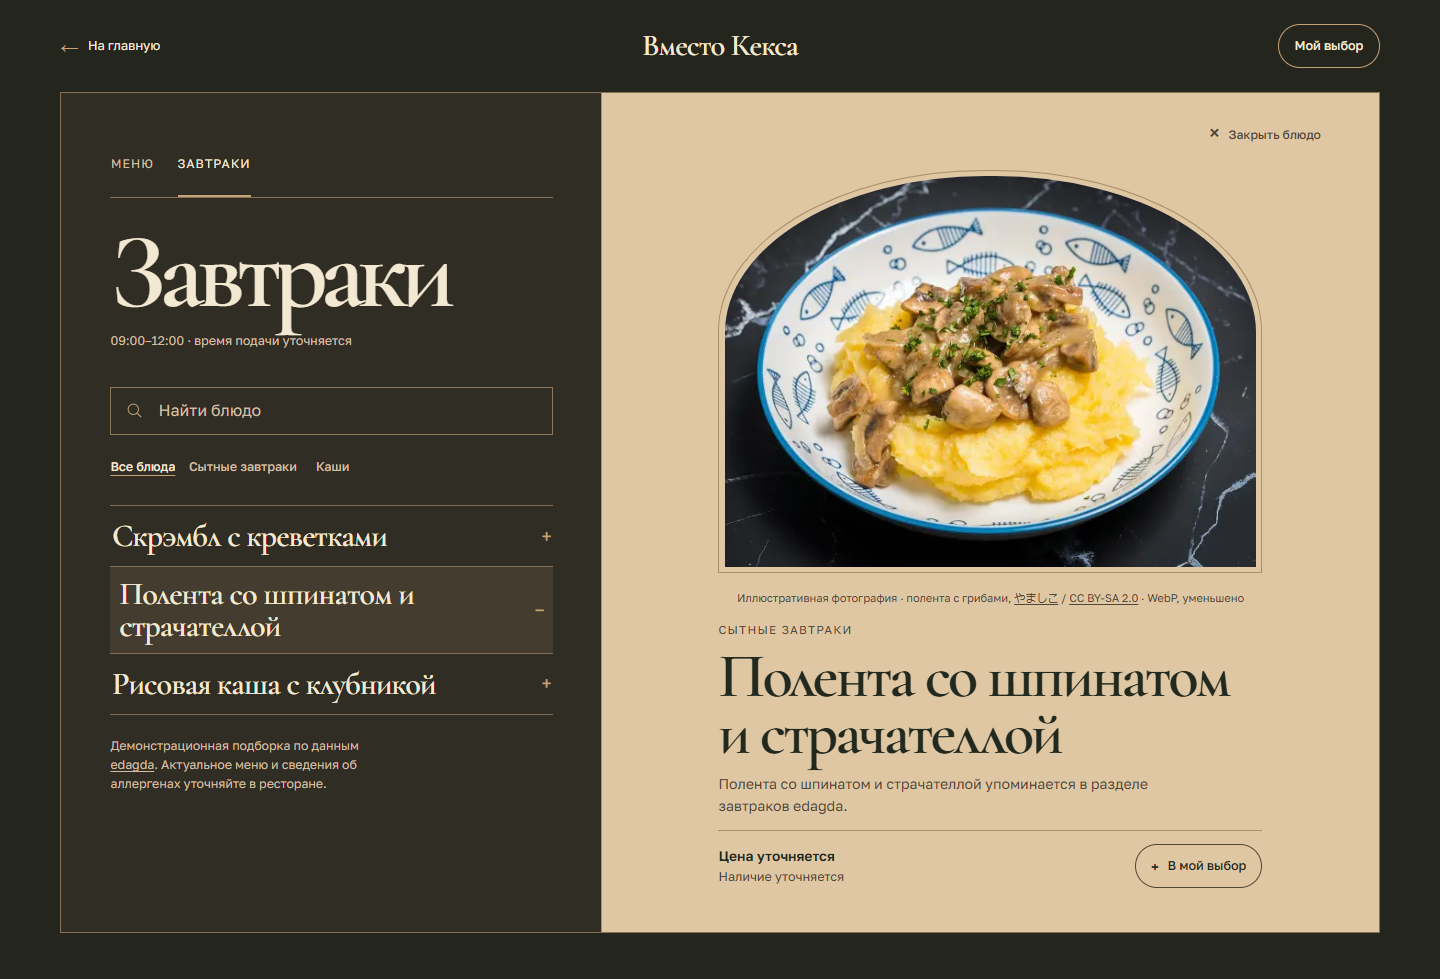 ← На главную
Вместо Кекса
Мой выбор
МЕНЮ ЗАВТРАКИ
Завтраки
09:00–12:00 · время подачи уточняется
Найти блюдо
Все блюда Сытные завтраки Каши
Скрэмбл с креветками +
Полента со шпинатом и
страчателлой −
Рисовая каша с клубникой +
Демонстрационная подборка по данным
edagda. Актуальное меню и сведения об
аллергенах уточняйте в ресторане.
× Закрыть блюдо
Иллюстративная фотография · полента с грибами, やましこ / CC BY-SA 2.0 · WebP, уменьшено
СЫТНЫЕ ЗАВТРАКИ
Полента со шпинатом
и страчателлой
Полента со шпинатом и страчателлой упоминается в разделе
завтраков edagda.
Цена уточняется
Наличие уточняется
+ В мой выбор